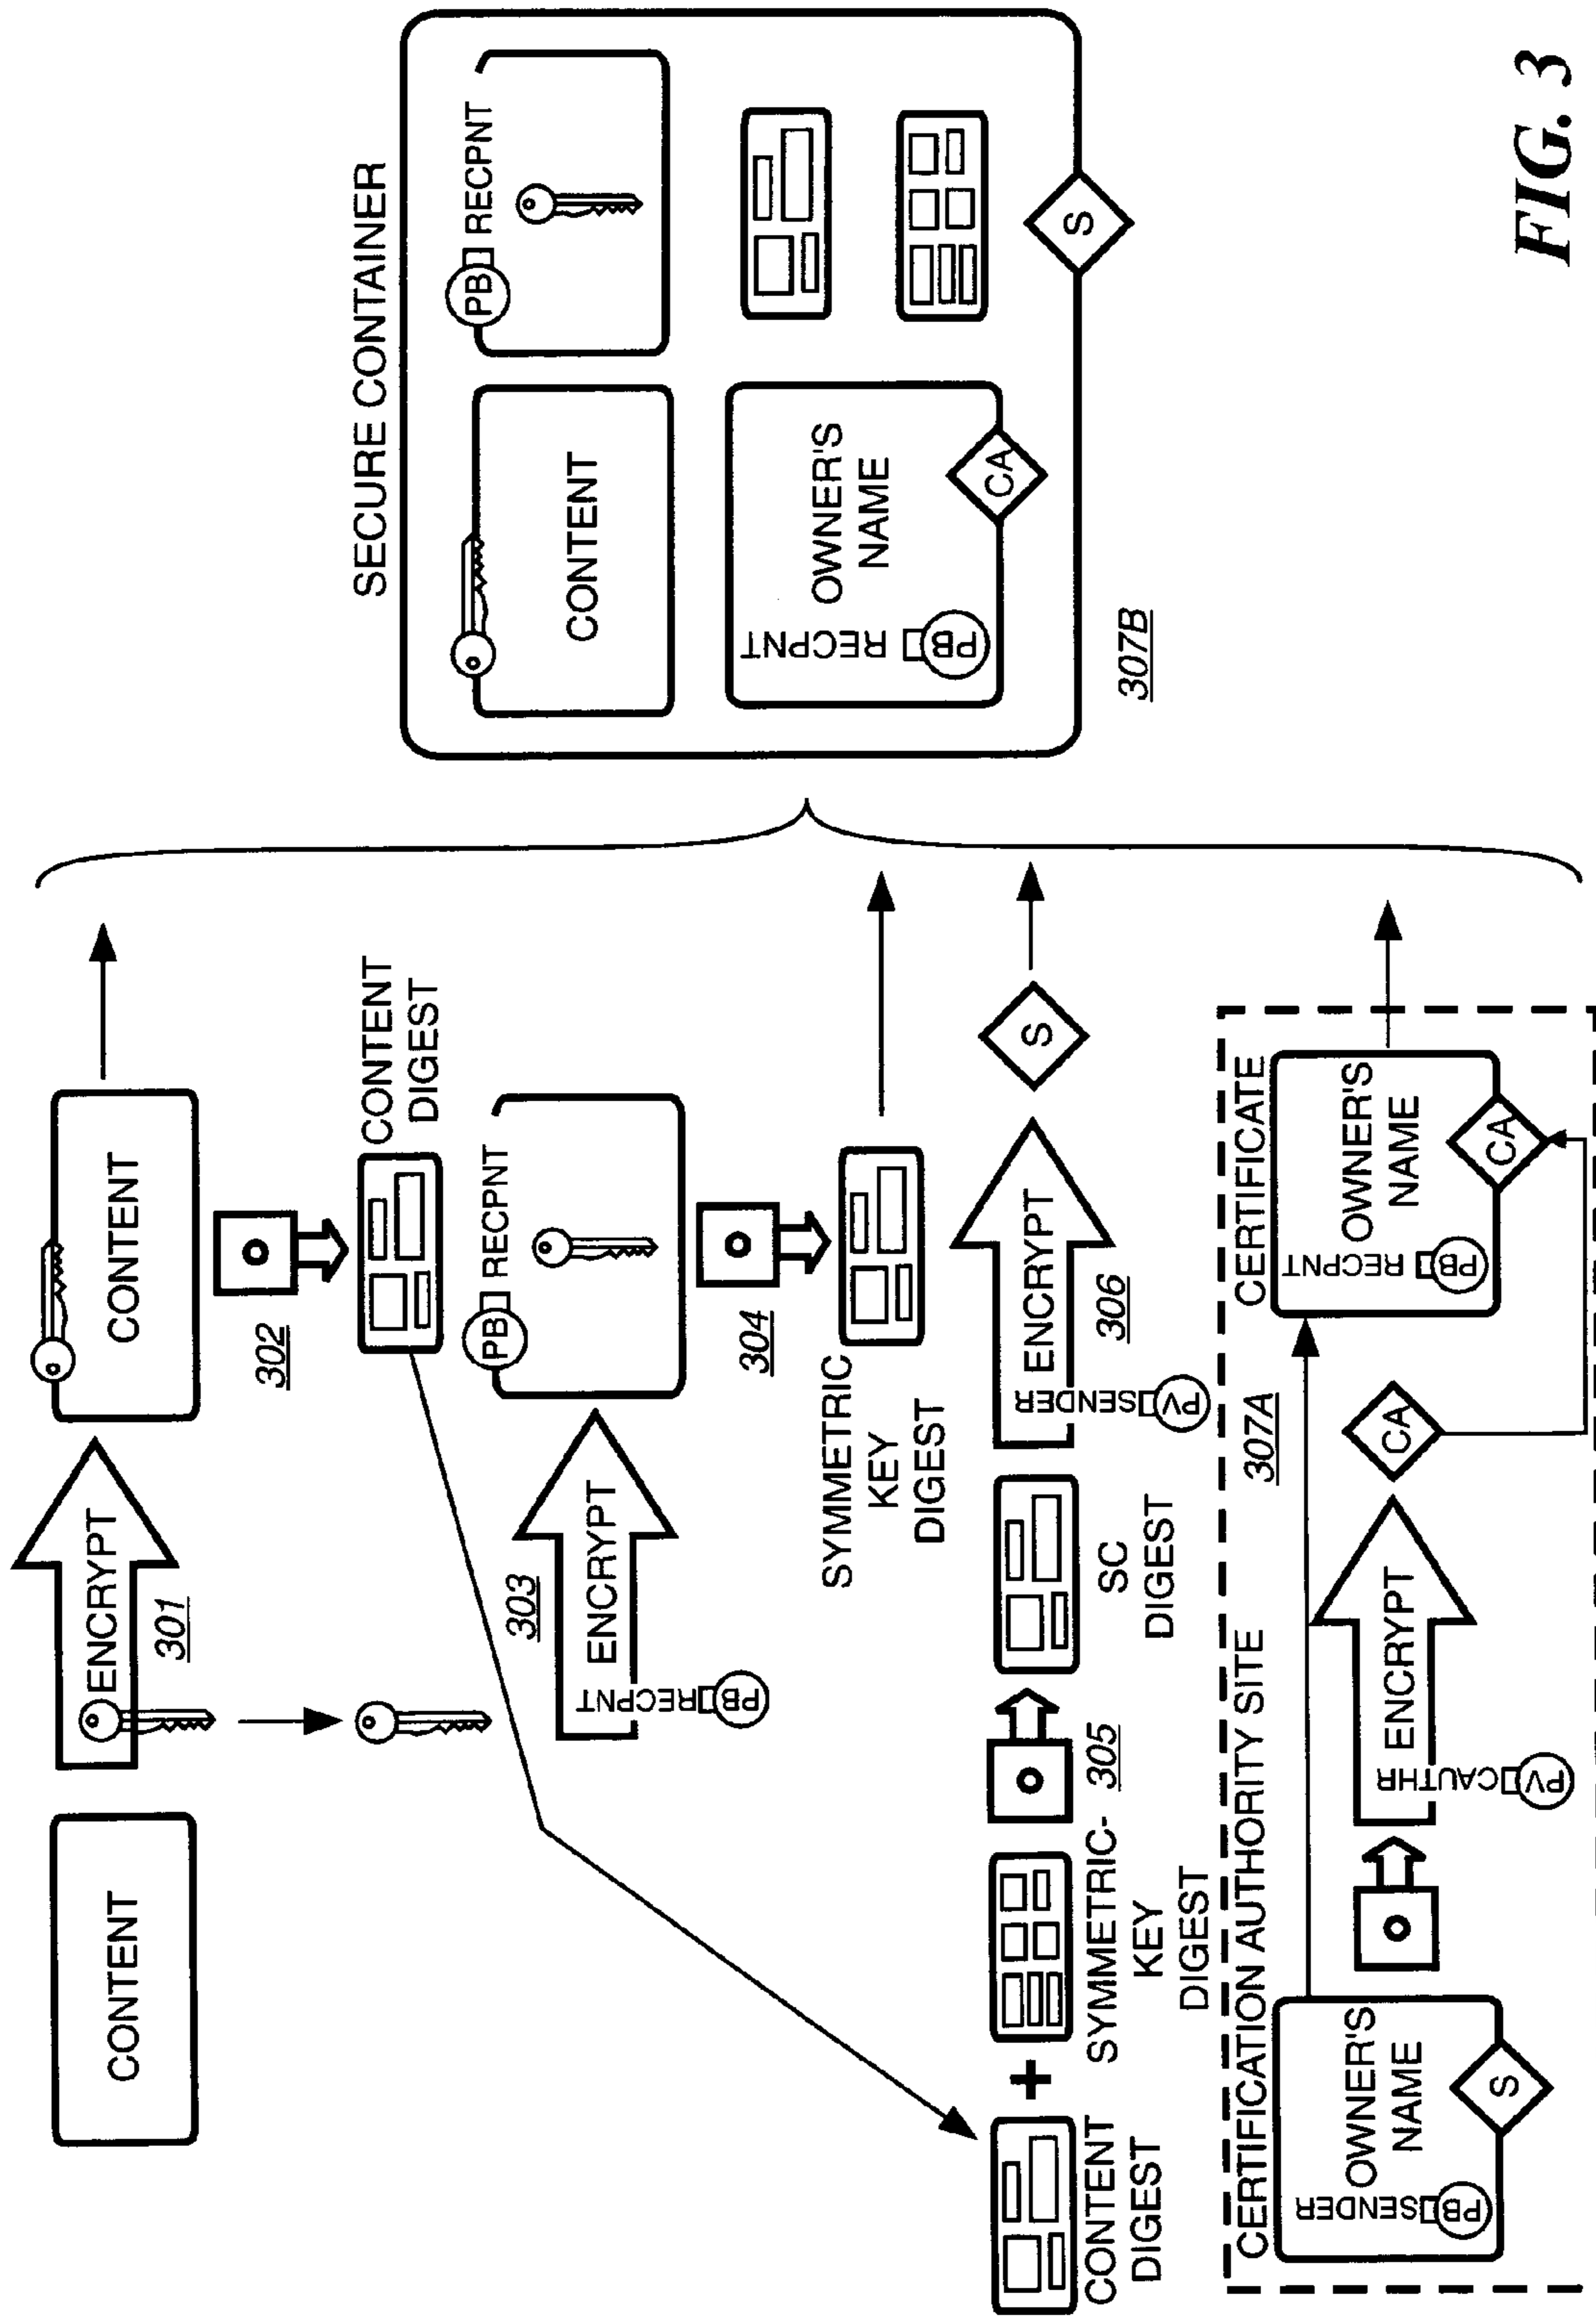 CONTENT
ENCRYPT
301
CONTENT
302
CONTENT
DIGEST
303
ENCRYPT
PB RECPNT
PB RECPNT
304
SYMMETRIC
KEY
DIGEST
CONTENT
DIGEST
+
SYMMETRIC-
KEY
DIGEST
305
SC
DIGEST
ENCRYPT
PV SENDER
306
S
CERTIFICATION AUTHORITY SITE
307A
OWNER'S
NAME
PB SENDER
S
ENCRYPT
PV CAUTHR
CA
CERTIFICATE
OWNER'S
NAME
PB RECPNT
CA
SECURE CONTAINER
CONTENT
PB RECPNT
OWNER'S
NAME
PB RECPNT
CA
S
307B
FIG. 3